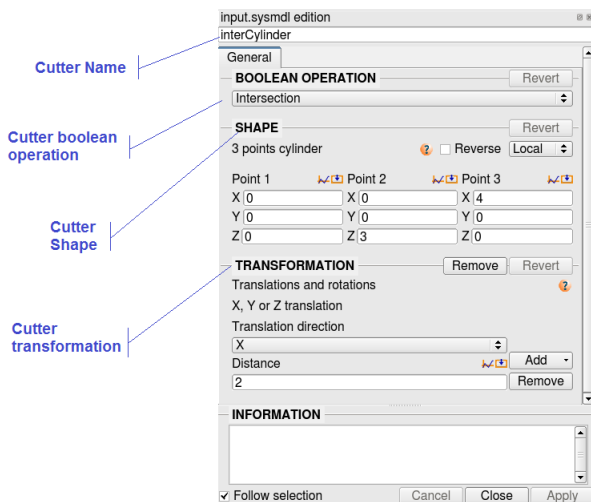 input.sysmdl edition
interCylinder
Cutter Name
General
BOOLEAN OPERATION Revert
Intersection
Cutter boolean
operation
SHAPE Revert
3 points cylinder ? Reverse Local
Point 1 Point 2 Point 3
X 0 X 0 X 4
Y 0 Y 0 Y 0
Z 0 Z 3 Z 0
Cutter
Shape
TRANSFORMATION Remove Revert
Translations and rotations ?
X, Y or Z translation
Translation direction
Cutter
transformation
X
Distance Add
2 Remove
INFORMATION
Follow selection Cancel Close Apply